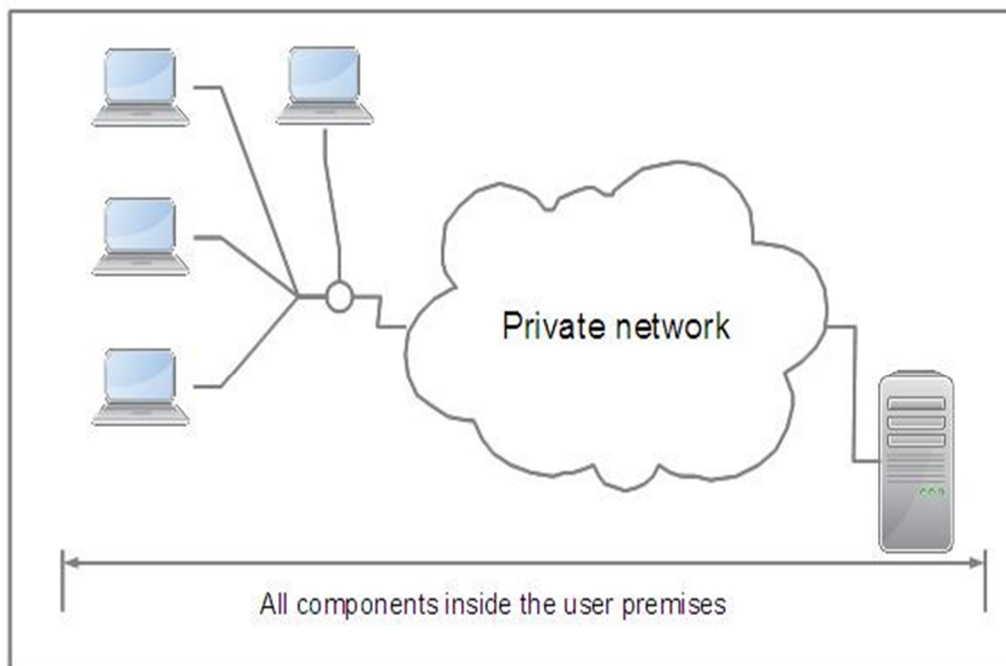 Private network
All components inside the user premises